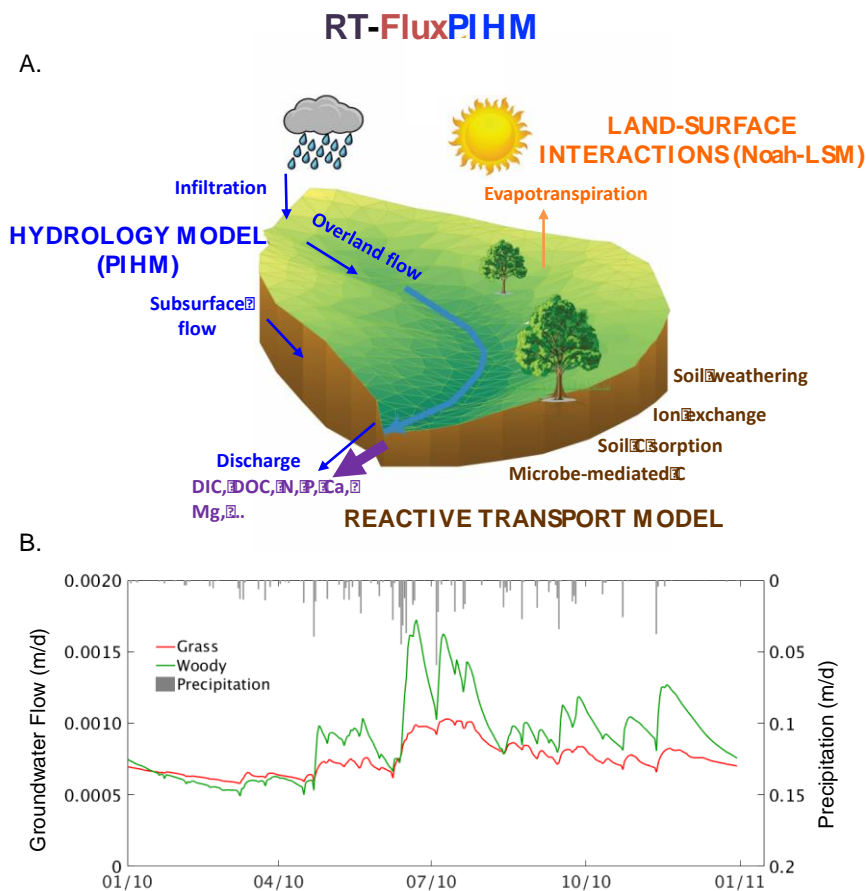 RT-FluxPIHM
A.
LAND-SURFACE
INTERACTIONS (Noah-LSM)
Infiltration
Evapotranspiration
HYDROLOGY MODEL
(PIHM)
Overland flow
Subsurface⍰
flow
Soil⍰weathering
Ion⍰exchange
Soil⍰C⍰sorption
Microbe-mediated⍰C
Discharge
DIC,⍰DOC,⍰N,⍰P,⍰Ca,⍰
Mg,⍰..
REACTIVE TRANSPORT MODEL
B.
Groundwater Flow (m/d)
0.0020
0.0015
0.0010
0.0005
0
Grass
Woody
Precipitation
0
0.05
0.1
0.15
0.2
Precipitation (m/d)
01/10
04/10
07/10
10/10
01/11